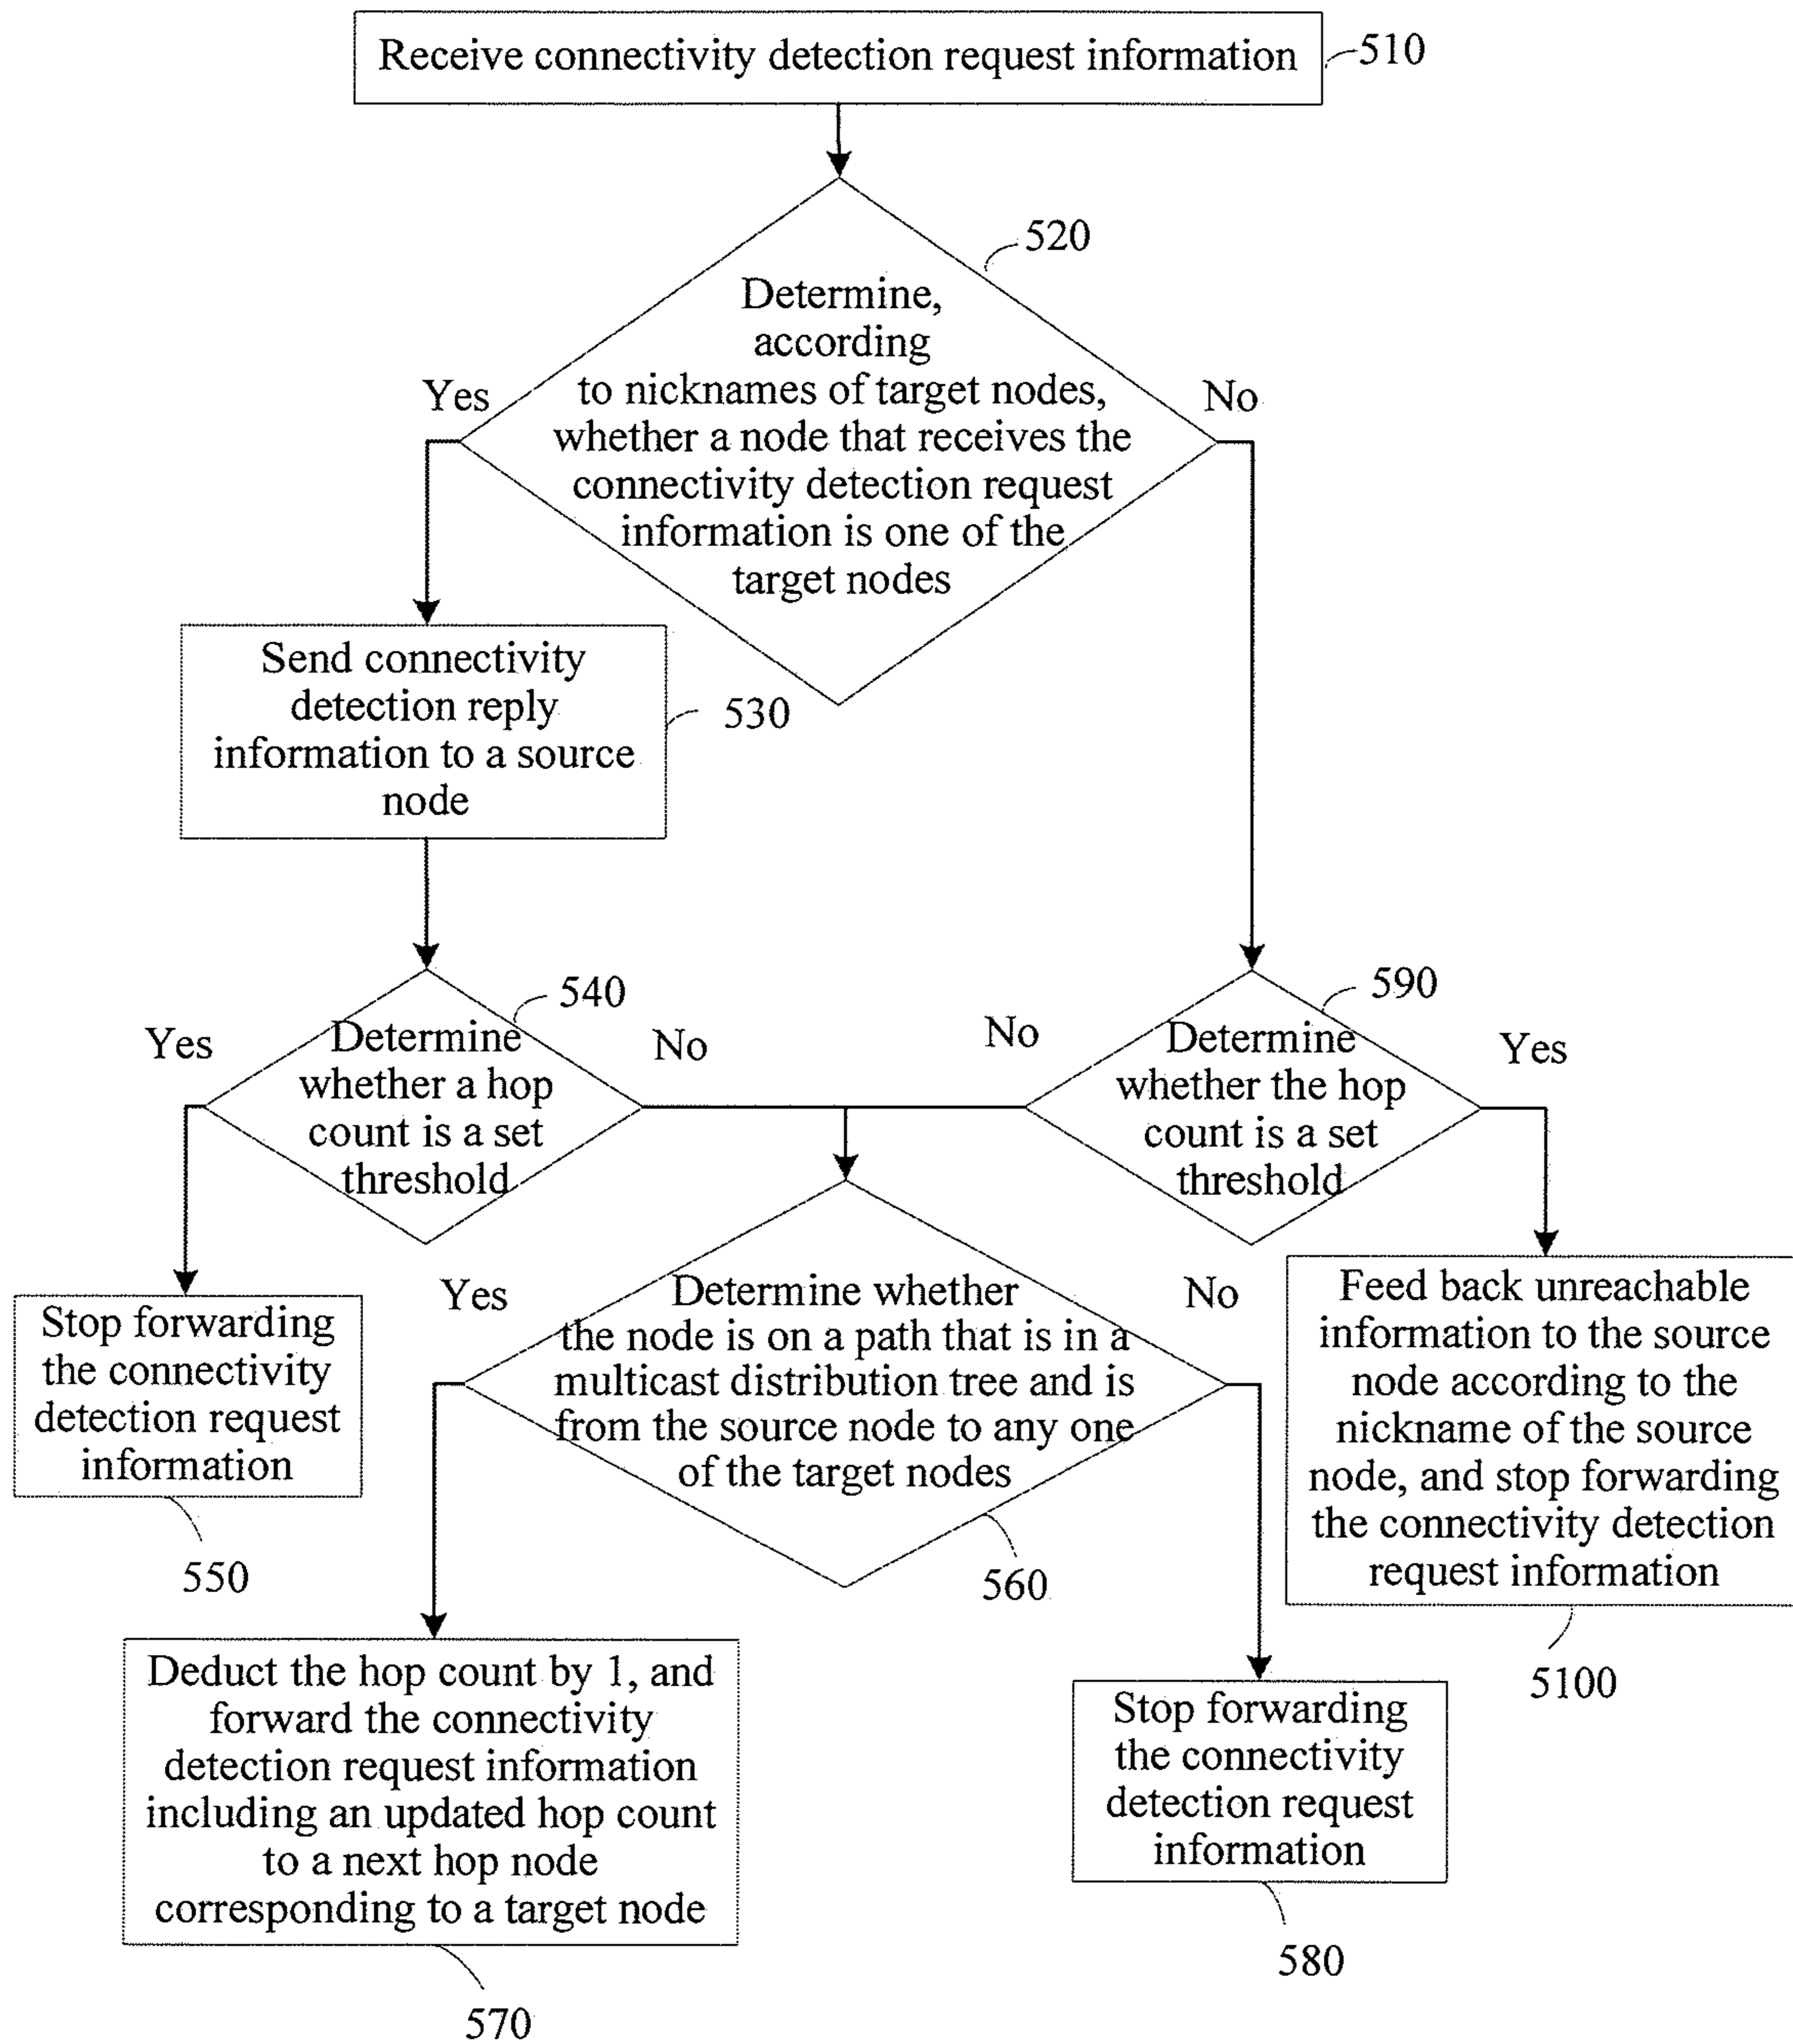 Receive connectivity detection request information
510
520
Determine,
according
to nicknames of target nodes,
whether a node that receives the
connectivity detection request
information is one of the
target nodes
Yes
No
Send connectivity
detection reply
information to a source
node
530
540
Determine
whether a hop
count is a set
threshold
Yes
No
590
Determine
whether the hop
count is a set
threshold
No
Yes
Stop forwarding
the connectivity
detection request
information
550
Yes
No
Determine whether
the node is on a path that is in a
multicast distribution tree and is
from the source node to any one
of the target nodes
560
Feed back unreachable
information to the source
node according to the
nickname of the source
node, and stop forwarding
the connectivity detection
request information
5100
Deduct the hop count by 1, and
forward the connectivity
detection request information
including an updated hop count
to a next hop node
corresponding to a target node
570
Stop forwarding
the connectivity
detection request
information
580